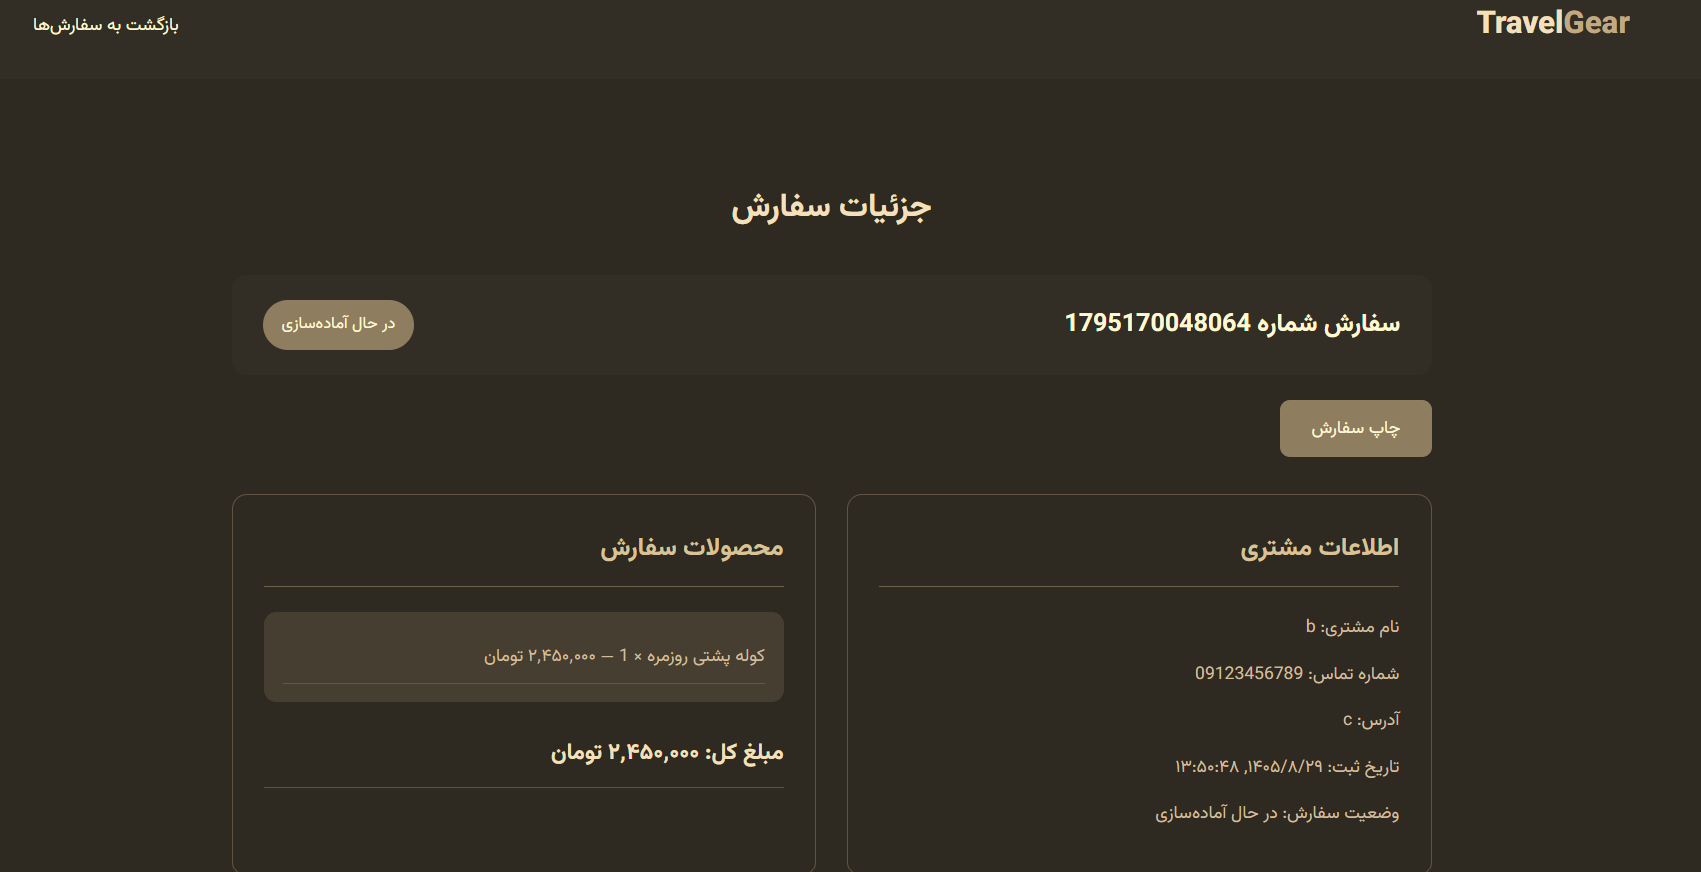 TravelGear
بازگشت به سفارش‌ها
جزئیات سفارش
سفارش شماره 1795170048064
در حال آماده‌سازی
چاپ سفارش
اطلاعات مشتری
نام مشتری: b
شماره تماس: 09123456789
آدرس: c
تاریخ ثبت: ۱۴۰۵/۸/۲۹, ۱۳:۵۰:۴۸
وضعیت سفارش: در حال آماده‌سازی
محصولات سفارش
کوله پشتی روزمره × 1 — ۲,۴۵۰,۰۰۰ تومان
مبلغ کل: ۲,۴۵۰,۰۰۰ تومان